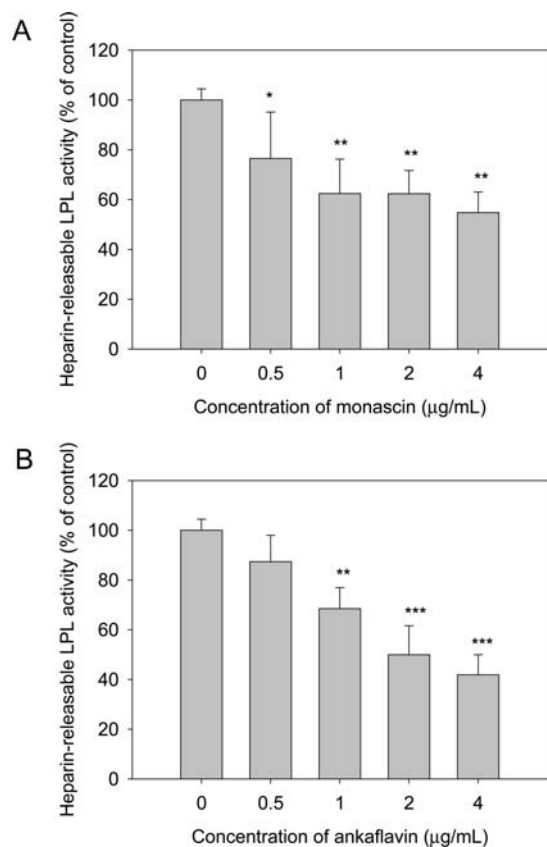 A
Heparin-releasable LPL activity (% of control)
120
100
80
60
40
20
0
*
**
**
**
0 0.5 1 2 4
Concentration of monascin (μg/mL)
B
Heparin-releasable LPL activity (% of control)
120
100
80
60
40
20
0
**
***
***
0 0.5 1 2 4
Concentration of ankaflavin (μg/mL)